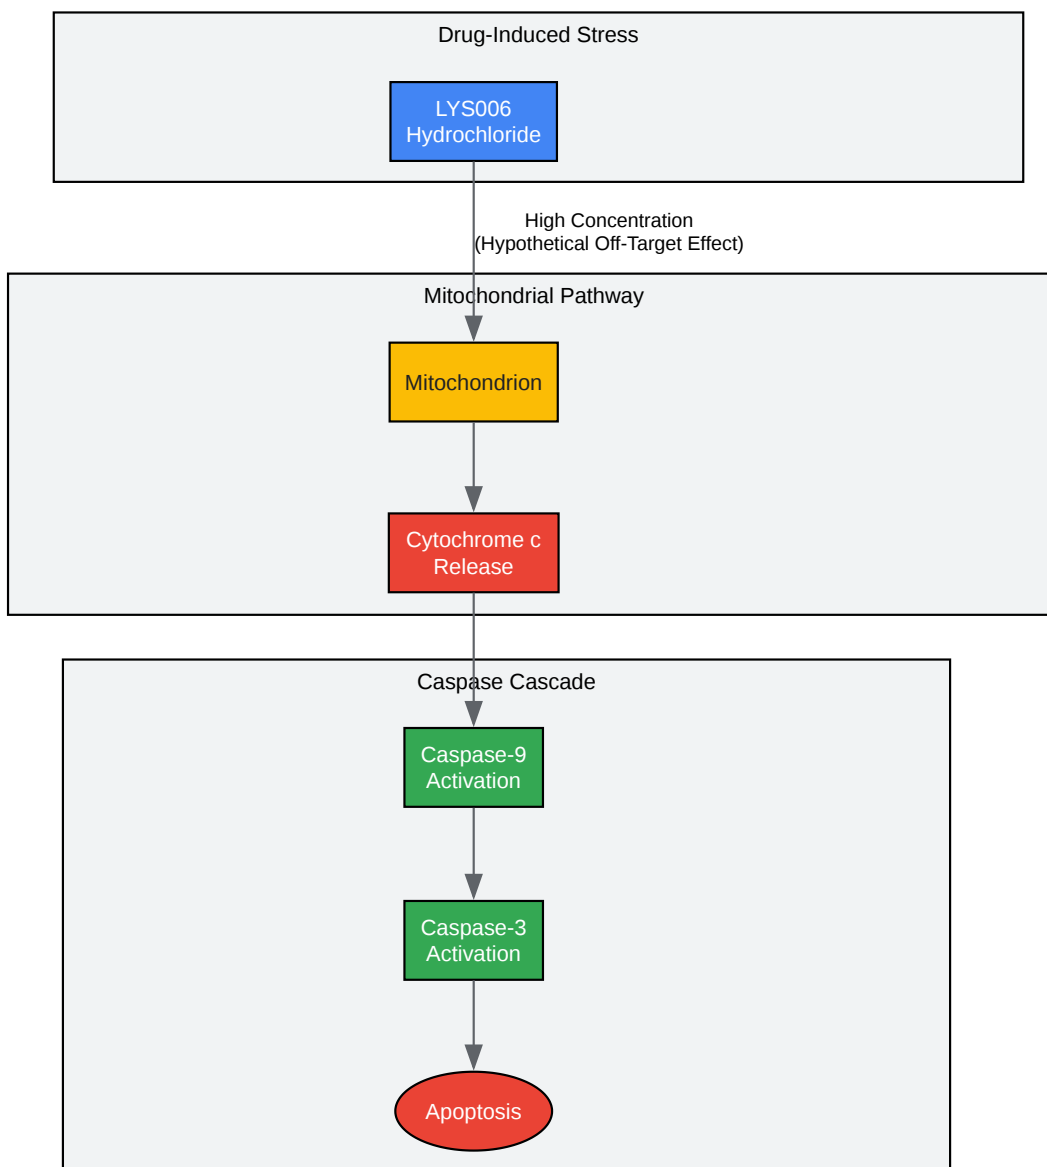 Drug-Induced Stress
LYS006
Hydrochloride
High Concentration
(Hypothetical Off-Target Effect)
Mitochondrial Pathway
Mitochondrion
Cytochrome c
Release
Caspase Cascade
Caspase-9
Activation
Caspase-3
Activation
Apoptosis